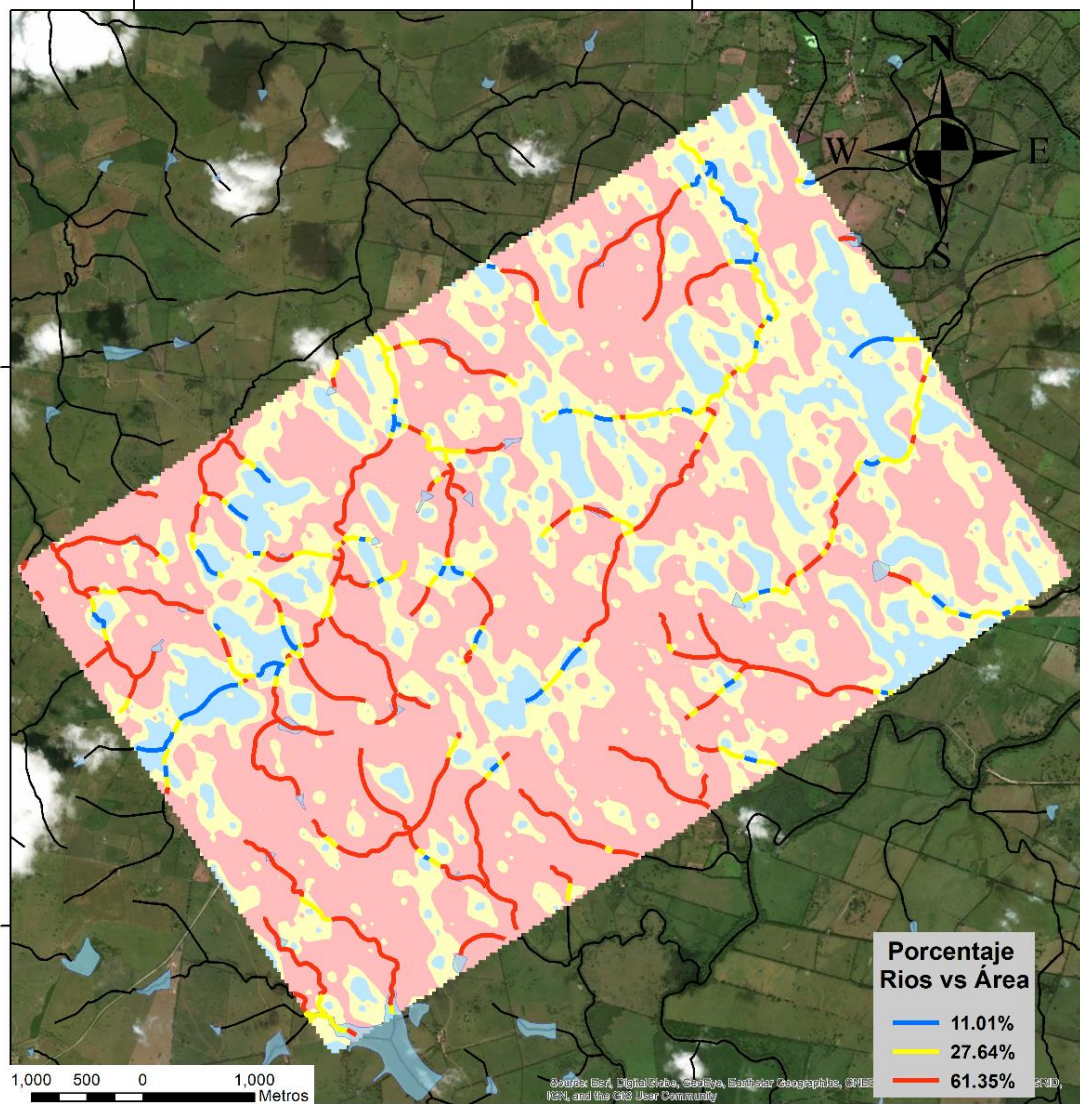 N
W
E
S
Porcentaje
Rios vs Área
11.01%
27.64%
61.35%
1,000 500 0 1,000
Metros
Source: Esri, DigitalGlobe, GeoEye, Earthstar Geographics,
IGN, and the GIS User Community